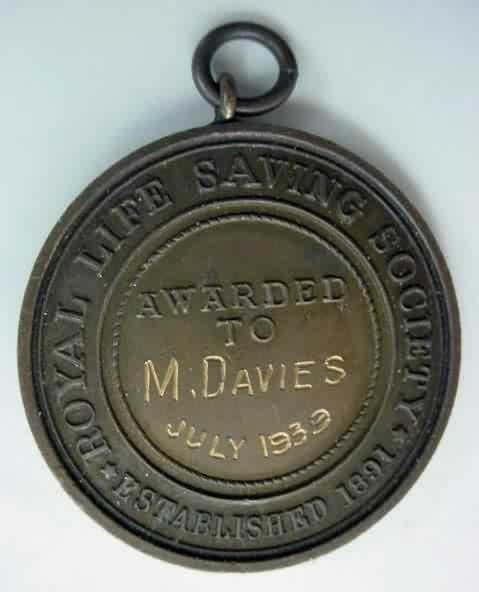 ROYAL LIFE SAVING SOCIETY
AWARDED
TO
M. DAVIES
JULY 1939
ESTABLISHED 1891